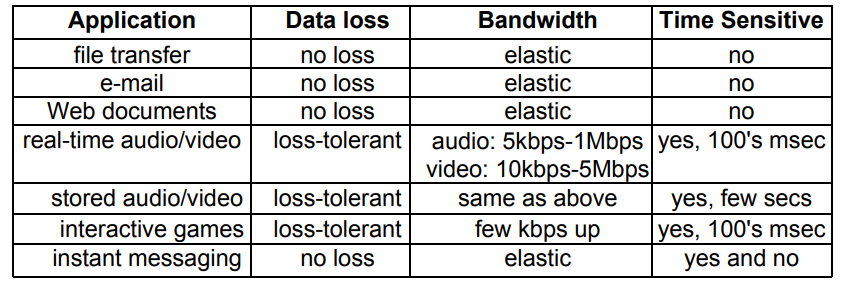 Application Data loss Bandwidth Time Sensitive
file transfer no loss elastic no
e-mail no loss elastic no
Web documents no loss elastic no
real-time audio/video loss-tolerant audio: 5kbps-1Mbps yes, 100's msec
video: 10kbps-5Mbps
stored audio/video loss-tolerant same as above yes, few secs
interactive games loss-tolerant few kbps up yes, 100's msec
instant messaging no loss elastic yes and no